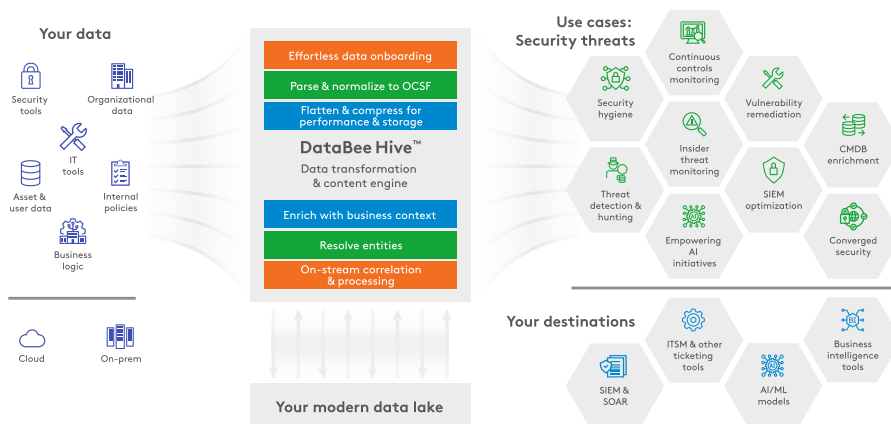 Your data
Security
tools
Organizational
data
IT
tools
Asset &
user data
Internal
policies
Business
logic
Cloud
On-prem
Effortless data onboarding
Parse & normalize to OCSF
Flatten & compress for
performance & storage
DataBee Hive™
Data transformation
& content engine
Enrich with business context
Resolve entities
On-stream correlation
& processing
Your modern data lake
Use cases:
Security threats
Continuous
controls
monitoring
Security
hygiene
Vulnerability
remediation
Insider
threat
monitoring
CMDB
enrichment
Threat
detection &
hunting
SIEM
optimization
AI
Empowering
AI
initiatives
Converged
security
Your destinations
ITSM & other
ticketing
tools
BI
Business
intelligence
tools
SIEM &
SOAR
AI
AI/ML
models